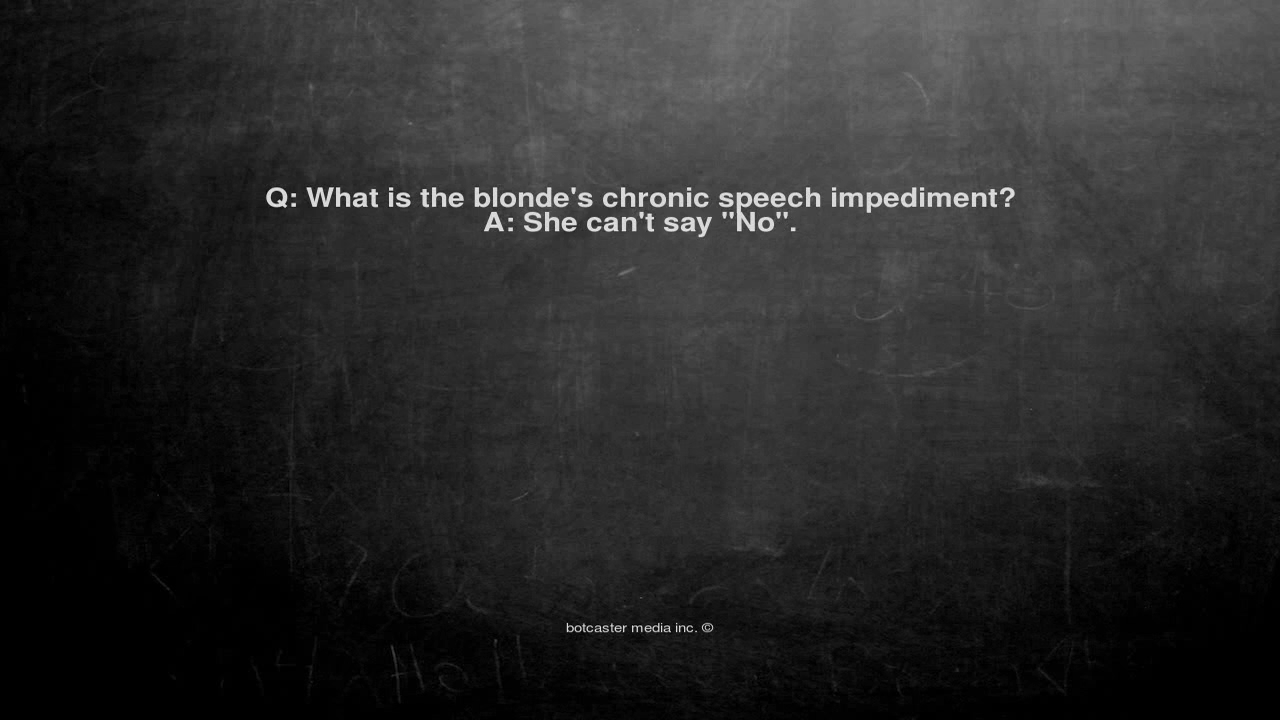 Q: What is the blonde's chronic speech impediment?
A: She can't say "No".
botcaster media inc. ©